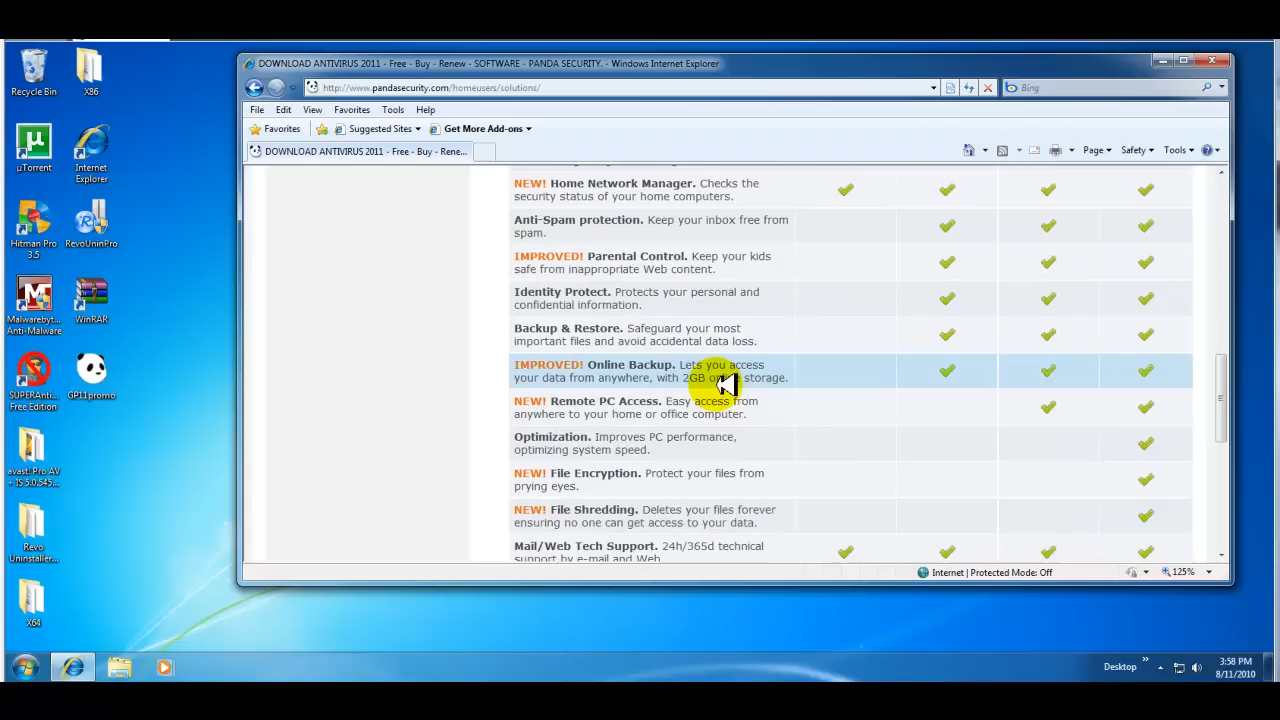 DOWNLOAD ANTIVIRUS 2011 - Free - Buy - Renew - SOFTWARE - PANDA SECURITY. - Windows Internet Explorer
http://www.pandasecurity.com/homeusers/solutions/
Bing
File Edit View Favorites Tools Help
Favorites Suggested Sites Get More Add-ons
DOWNLOAD ANTIVIRUS 2011 - Free - Buy - Rene...
Page Safety Tools
NEW! Home Network Manager. Checks the
security status of your home computers.
Anti-Spam protection. Keep your inbox free from
spam.
IMPROVED! Parental Control. Keep your kids
safe from inappropriate Web content.
Identity Protect. Protects your personal and
confidential information.
Backup & Restore. Safeguard your most
important files and avoid accidental data loss.
IMPROVED! Online Backup. Lets you access
your data from anywhere, with 2GB online storage.
NEW! Remote PC Access. Easy access from
anywhere to your home or office computer.
Optimization. Improves PC performance,
optimizing system speed.
NEW! File Encryption. Protect your files from
prying eyes.
NEW! File Shredding. Deletes your files forever
ensuring no one can get access to your data.
Mail/Web Tech Support. 24h/365d technical
support by e-mail and Web
Internet | Protected Mode: Off
125%
Recycle Bin
X86
µTorrent
Internet
Explorer
Hitman Pro
3.5
RevoUninPro
Malwarebyt...
Anti-Malware
WinRAR
SUPERAnti...
Free Edition
GP11promo
avast! Pro AV
+ IS 5.0.545...
Revo
Uninstaller...
X64
Desktop
3:58 PM
8/11/2010